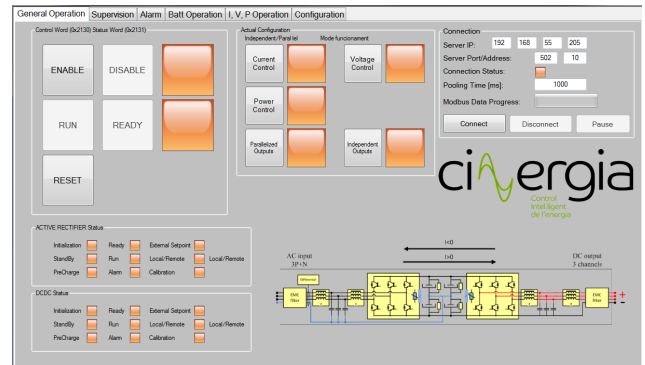 General Operation Supervision Alarm Batt Operation I, V, P Operation Configuration
Control Word (0x2130) Status Word (0x2131)
ENABLE DISABLE
RUN READY
RESET
Actual Configuration
Independent/Parallel Mode funcionament
Current Control
Voltage Control
Power Control
Parallelized Outputs
Independent Outputs
Connection
Server IP: 192 168 55 205
Server Port/Address: 502 10
Connection Status:
Pooling Time [ms]: 1000
Modbus Data Progress:
Connect Disconnect Pause
cinergia
Control
Intel·ligent
de l'energia
ACTIVE RECTIFIER Status
Initialization Ready External Setpoint
StandBy Run Local/Remote Local/Remote
PreCharge Alarm Calibration
DCDC Status
Initialization Ready External Setpoint
StandBy Run Local/Remote Local/Remote
PreCharge Alarm Calibration
I<0
I>0
AC input
3P+N
DC output
3 channels
Differential
EMC
filter
EMC
filter
+
-